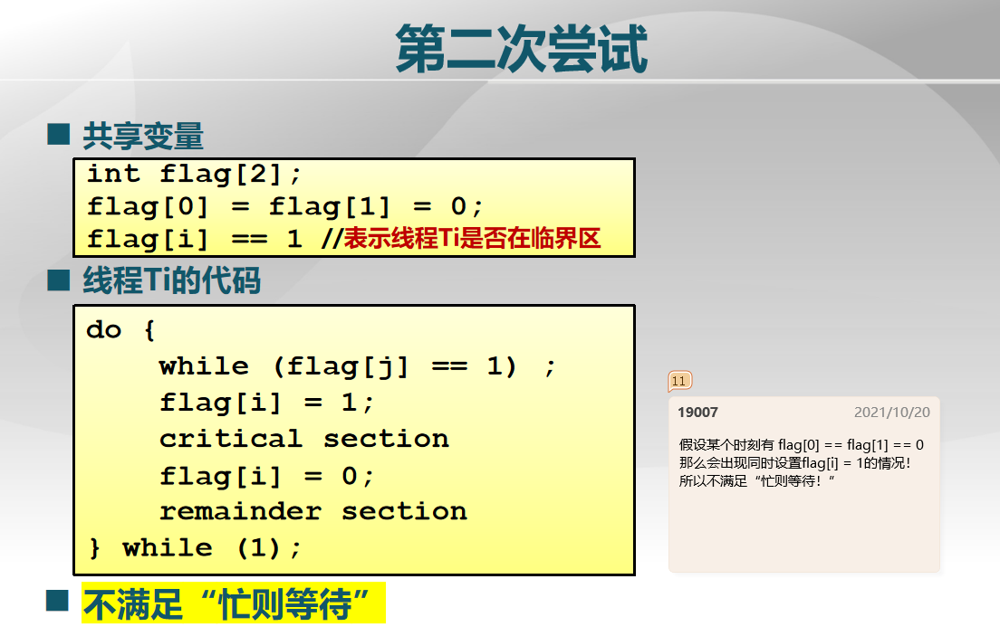 第二次尝试
共享变量
int flag[2];
flag[0] = flag[1] = 0;
flag[i] == 1 //表示线程Ti是否在临界区
线程Ti的代码
do {
while (flag[j] == 1) ;
flag[i] = 1;
critical section
flag[i] = 0;
remainder section
} while (1);
11
19007 2021/10/20
假设某个时刻有 flag[0] == flag[1] == 0
那么会出现同时设置flag[i] = 1的情况!
所以不满足“忙则等待!”
不满足“忙则等待”